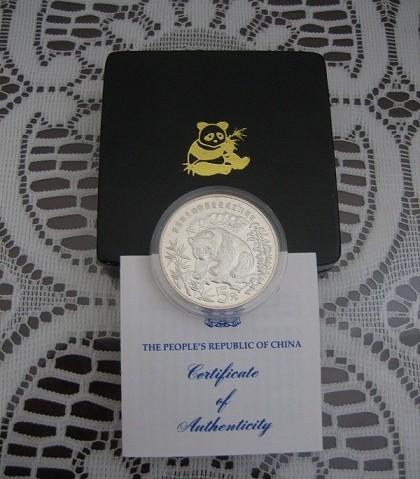 5元
THE PEOPLE'S REPUBLIC OF CHINA
Certificate
of
Authenticity